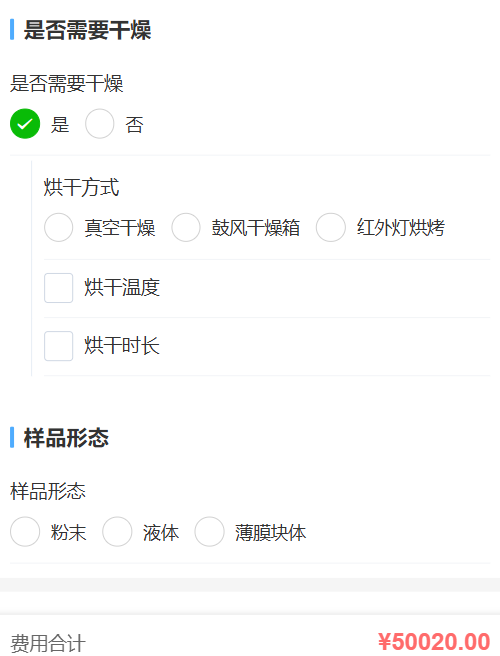 是否需要干燥
是否需要干燥
是 否
烘干方式
真空干燥 鼓风干燥箱 红外灯烘烤
烘干温度
烘干时长
样品形态
样品形态
粉末 液体 薄膜块体
费用合计 ¥50020.00